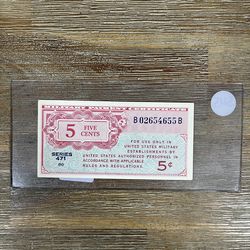 MILITARY PAYMENT CERTIFICATE
5 FIVE CENTS
B02654655B
FOR USE ONLY IN
UNITED STATES MILITARY
ESTABLISHMENTS BY
UNITED STATES AUTHORIZED PERSONNEL IN
ACCORDANCE WITH APPLICABLE
RULES AND REGULATIONS.
SERIES
471
5¢